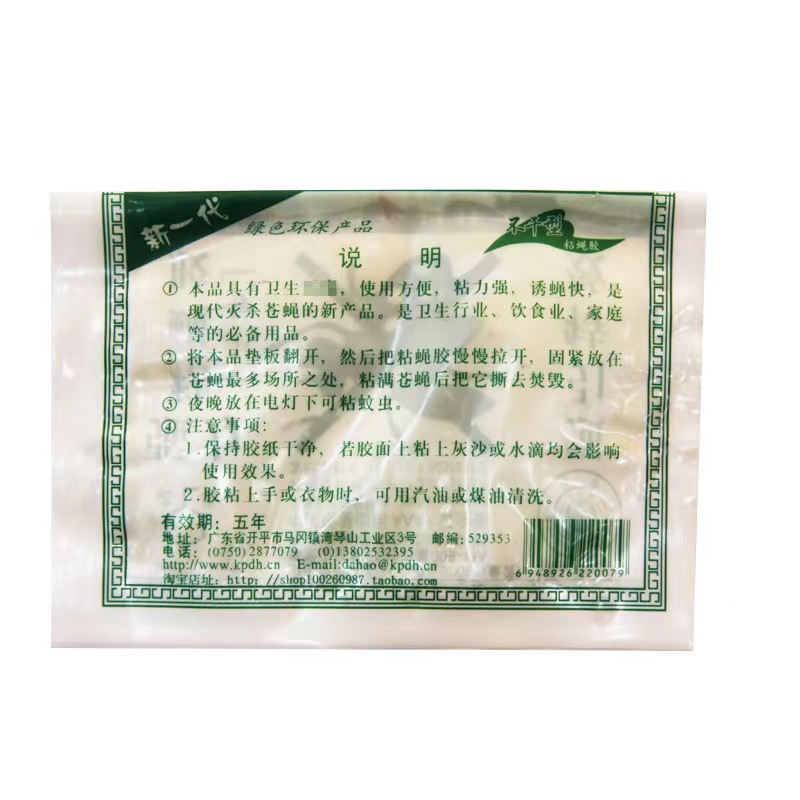 新一代
绿色环保产品
不干型
粘蝇胶
说 明
① 本品具有卫生 ，使用方便，粘力强，诱蝇快，是
现代灭杀苍蝇的新产品。是卫生行业、饮食业、家庭
等的必备用品。
② 将本品垫板翻开，然后把粘蝇胶慢慢拉开，固紧放在
苍蝇最多场所之处，粘满苍蝇后把它撕去焚毁。
③ 夜晚放在电灯下可粘蚊虫。
④ 注意事项:
1.保持胶纸干净，若胶面上粘上灰沙或水滴均会影响
使用效果。
2.胶粘上手或衣物时，可用汽油或煤油清洗。
有效期: 五年
地址: 广东省开平市马冈镇湾琴山工业区3号 邮编: 529353
电话: (0750)2877079 (0)13802532395
http://www.kpdh.cn E-mail:dahao@kpdh.cn
淘宝店址: http: //shop100260987.taobao.com
6 948926 220079